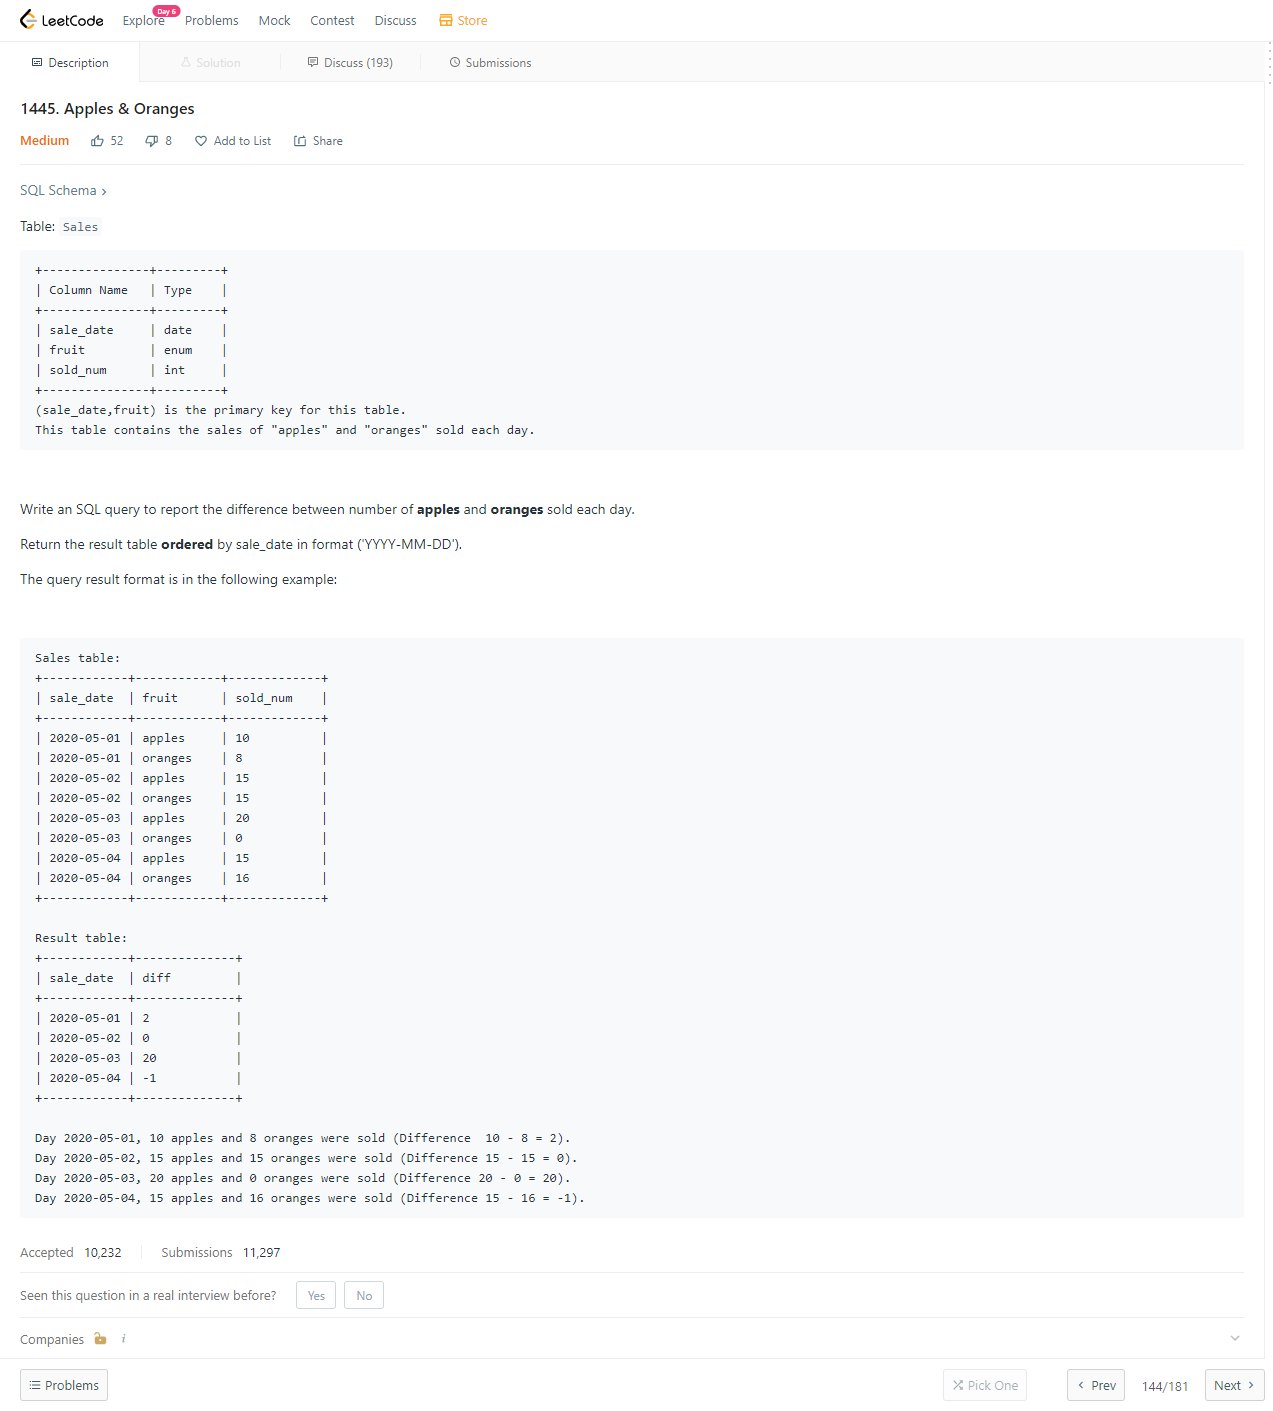 LeetCode Explore Day 6 Problems Mock Contest Discuss Store
Description Solution Discuss (193) Submissions
1445. Apples & Oranges
Medium 52 8 Add to List Share
SQL Schema ›
Table: Sales
+---------------+---------+
| Column Name   | Type    |
+---------------+---------+
| sale_date     | date    |
| fruit         | enum    |
| sold_num      | int     |
+---------------+---------+
(sale_date,fruit) is the primary key for this table.
This table contains the sales of "apples" and "oranges" sold each day.
Write an SQL query to report the difference between number of apples and oranges sold each day.
Return the result table ordered by sale_date in format ('YYYY-MM-DD').
The query result format is in the following example:
Sales table:
+------------+------------+-------------+
| sale_date  | fruit      | sold_num    |
+------------+------------+-------------+
| 2020-05-01 | apples     | 10          |
| 2020-05-01 | oranges    | 8           |
| 2020-05-02 | apples     | 15          |
| 2020-05-02 | oranges    | 15          |
| 2020-05-03 | apples     | 20          |
| 2020-05-03 | oranges    | 0           |
| 2020-05-04 | apples     | 15          |
| 2020-05-04 | oranges    | 16          |
+------------+------------+-------------+
Result table:
+------------+--------------+
| sale_date  | diff         |
+------------+--------------+
| 2020-05-01 | 2            |
| 2020-05-02 | 0            |
| 2020-05-03 | 20           |
| 2020-05-04 | -1           |
+------------+--------------+
Day 2020-05-01, 10 apples and 8 oranges were sold (Difference  10 - 8 = 2).
Day 2020-05-02, 15 apples and 15 oranges were sold (Difference 15 - 15 = 0).
Day 2020-05-03, 20 apples and 0 oranges were sold (Difference 20 - 0 = 20).
Day 2020-05-04, 15 apples and 16 oranges were sold (Difference 15 - 16 = -1).
Accepted 10,232 Submissions 11,297
Seen this question in a real interview before? Yes No
Companies i
Problems Pick One ‹ Prev 144/181 Next ›